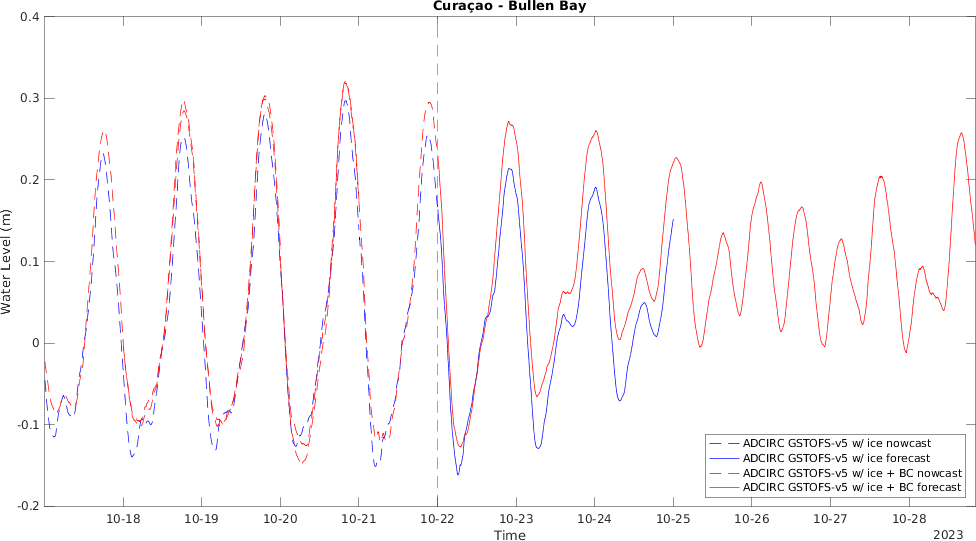 Curaçao - Bullen Bay
0.4
0.3
0.2
0.1
0
-0.1
-0.2
Water Level (m)
ADCIRC GSTOFS-v5 w/ ice nowcast
ADCIRC GSTOFS-v5 w/ ice forecast
ADCIRC GSTOFS-v5 w/ ice + BC nowcast
ADCIRC GSTOFS-v5 w/ ice + BC forecast
10-18 10-19 10-20 10-21 10-22 10-23 10-24 10-25 10-26 10-27 10-28
Time
2023